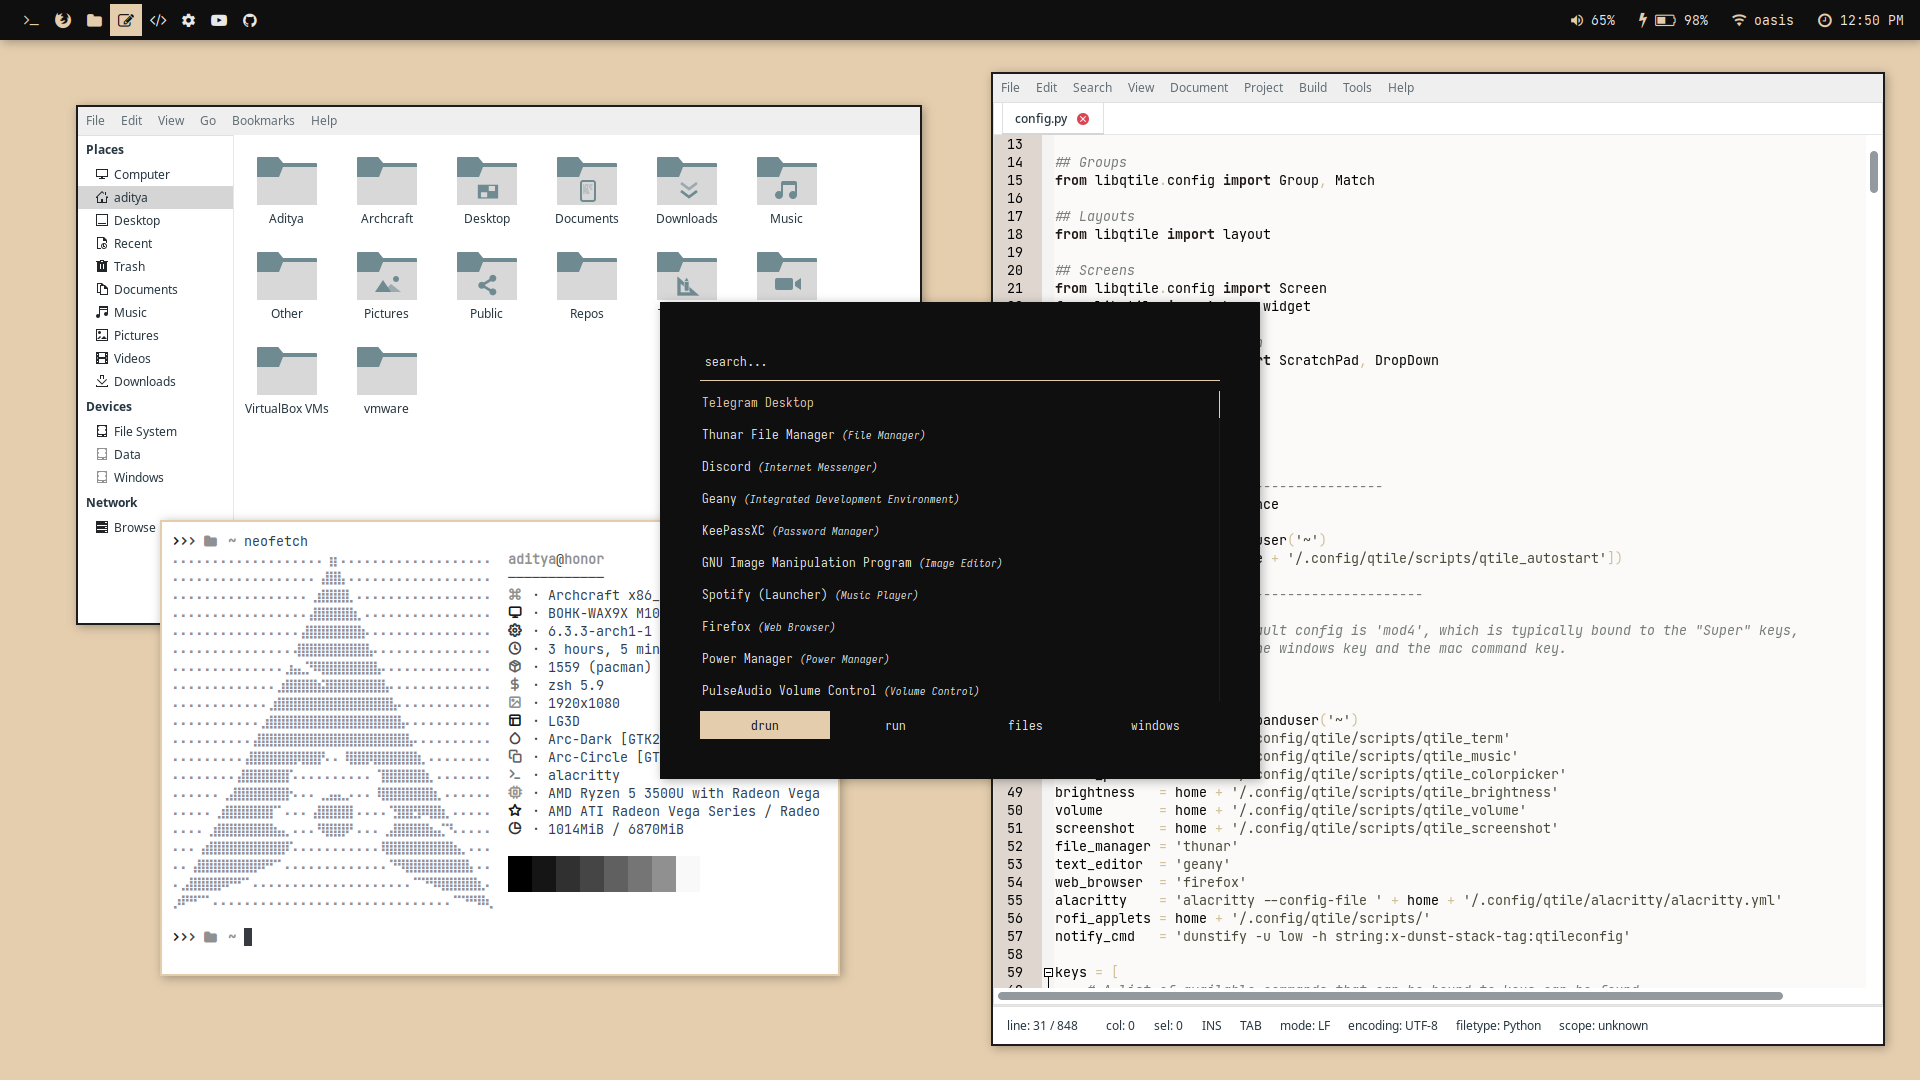 65%
98%
oasis
12:50 PM
File Edit View Go Bookmarks Help
Places
Computer
aditya
Desktop
Recent
Trash
Documents
Music
Pictures
Videos
Downloads
Devices
File System
Data
Windows
Network
Browse
Aditya Archcraft Desktop Documents Downloads Music
Other Pictures Public Repos
VirtualBox VMs vmware
>>> ~ neofetch
aditya@honor
------------
· Archcraft x86_
· BOHK-WAX9X M10
· 6.3.3-arch1-1
· 3 hours, 5 min
· 1559 (pacman)
· zsh 5.9
· 1920x1080
· LG3D
· Arc-Dark [GTK2
· Arc-Circle [GT
· alacritty
· AMD Ryzen 5 3500U with Radeon Vega
· AMD ATI Radeon Vega Series / Radeo
· 1014MiB / 6870MiB
>>> ~
search...
Telegram Desktop
Thunar File Manager (File Manager)
Discord (Internet Messenger)
Geany (Integrated Development Environment)
KeePassXC (Password Manager)
GNU Image Manipulation Program (Image Editor)
Spotify (Launcher) (Music Player)
Firefox (Web Browser)
Power Manager (Power Manager)
PulseAudio Volume Control (Volume Control)
drun run files windows
File Edit Search View Document Project Build Tools Help
config.py
13
14 ## Groups
15 from libqtile.config import Group, Match
16
17 ## Layouts
18 from libqtile import layout
19
20 ## Screens
21 from libqtile.config import Screen
widget
rt ScratchPad, DropDown
----------------
nce
user('~')
e + '/.config/qtile/scripts/qtile_autostart'])
--------------------
ault config is 'mod4', which is typically bound to the "Super" keys,
he windows key and the mac command key.
panduser('~')
config/qtile/scripts/qtile_term'
config/qtile/scripts/qtile_music'
config/qtile/scripts/qtile_colorpicker'
49 brightness = home + '/.config/qtile/scripts/qtile_brightness'
50 volume = home + '/.config/qtile/scripts/qtile_volume'
51 screenshot = home + '/.config/qtile/scripts/qtile_screenshot'
52 file_manager = 'thunar'
53 text_editor = 'geany'
54 web_browser = 'firefox'
55 alacritty = 'alacritty --config-file ' + home + '/.config/qtile/alacritty/alacritty.yml'
56 rofi_applets = home + '/.config/qtile/scripts/'
57 notify_cmd = 'dunstify -u low -h string:x-dunst-stack-tag:qtileconfig'
58
59 keys = [
line: 31 / 848 col: 0 sel: 0 INS TAB mode: LF encoding: UTF-8 filetype: Python scope: unknown